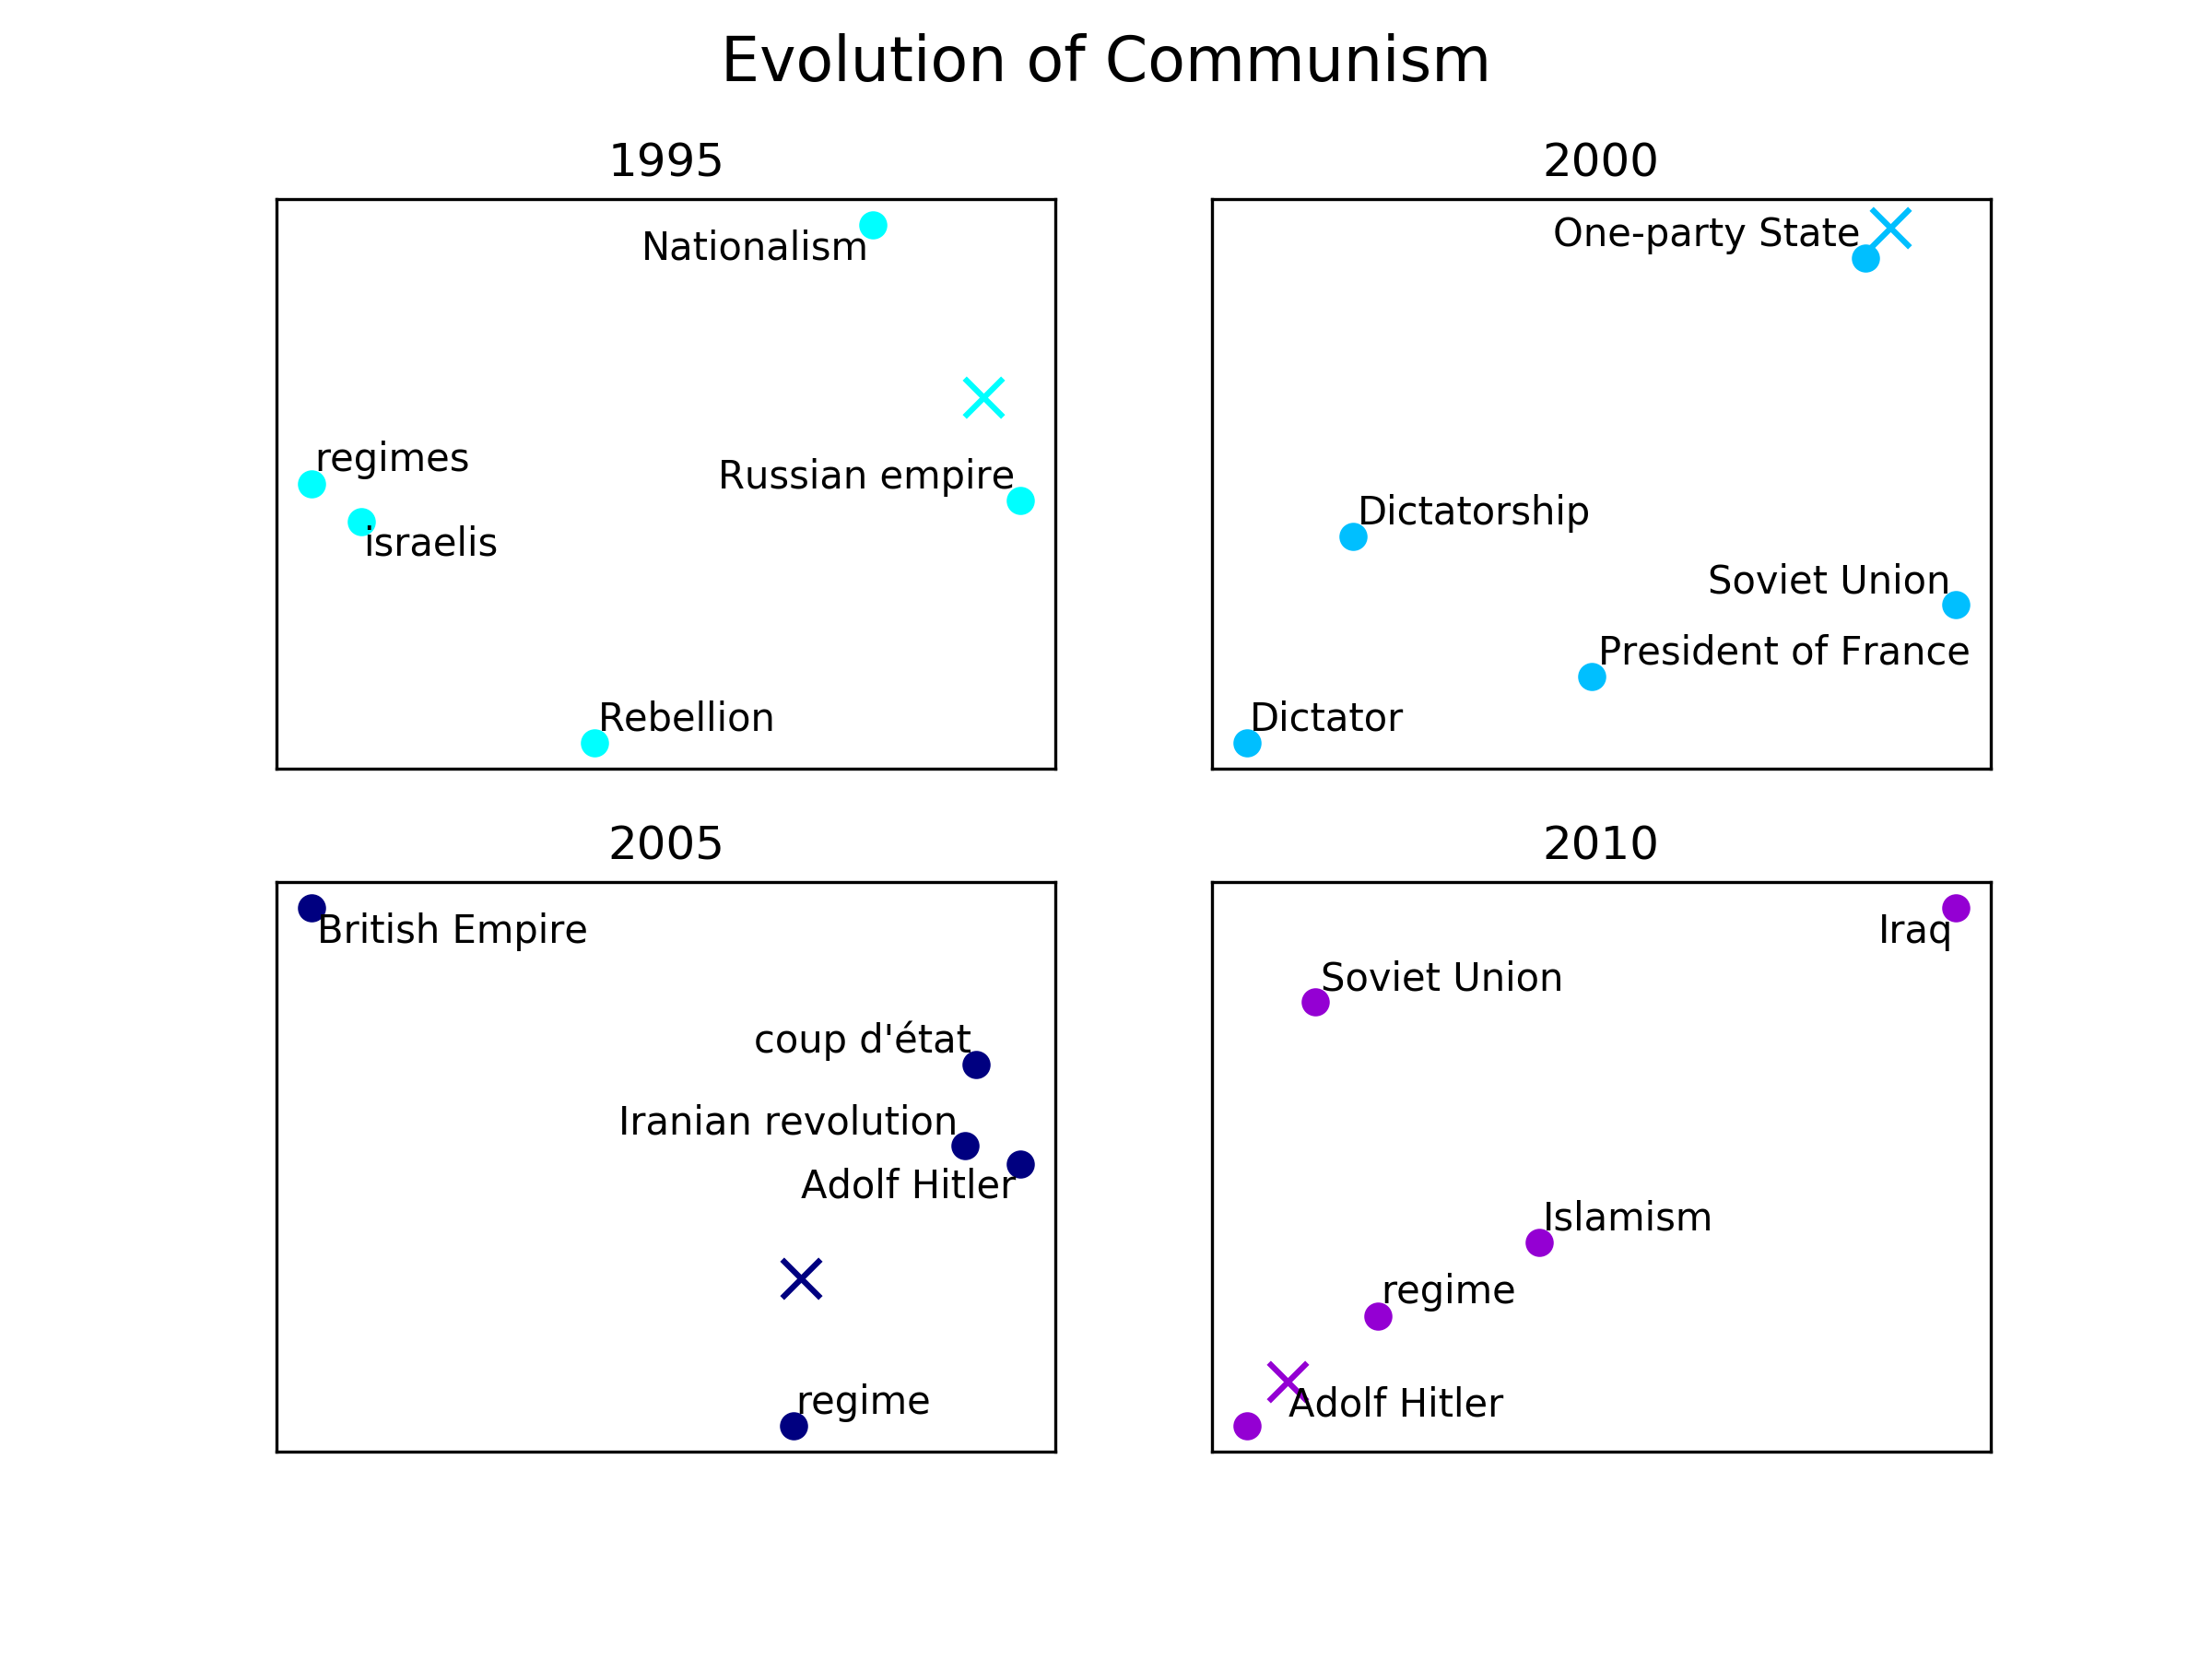 Evolution of Communism
1995
Nationalism
regimes
Russian empire
israelis
Rebellion
2000
One-party State
Dictatorship
Soviet Union
President of France
Dictator
2005
British Empire
coup d'état
Iranian revolution
Adolf Hitler
regime
2010
Iraq
Soviet Union
Islamism
regime
Adolf Hitler